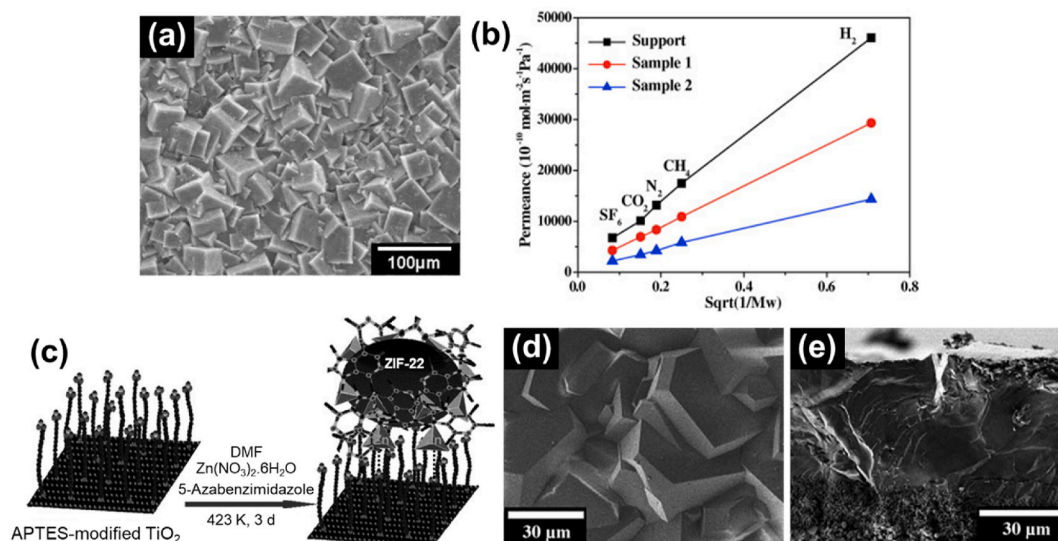 (a)
100μm
(b)
Permeance (10⁻¹⁰ mol·m⁻²s⁻¹Pa⁻¹)
50000
40000
30000
20000
10000
0
Support
Sample 1
Sample 2
SF₆
CO₂
N₂
CH₄
H₂
0.0
0.2
0.4
0.6
0.8
Sqrt(1/Mw)
(c)
APTES-modified TiO₂
DMF
Zn(NO₃)₂.6H₂O
5-Azabenzimidazole
423 K, 3 d
ZIF-22
Zn
(d)
30 μm
(e)
30 μm